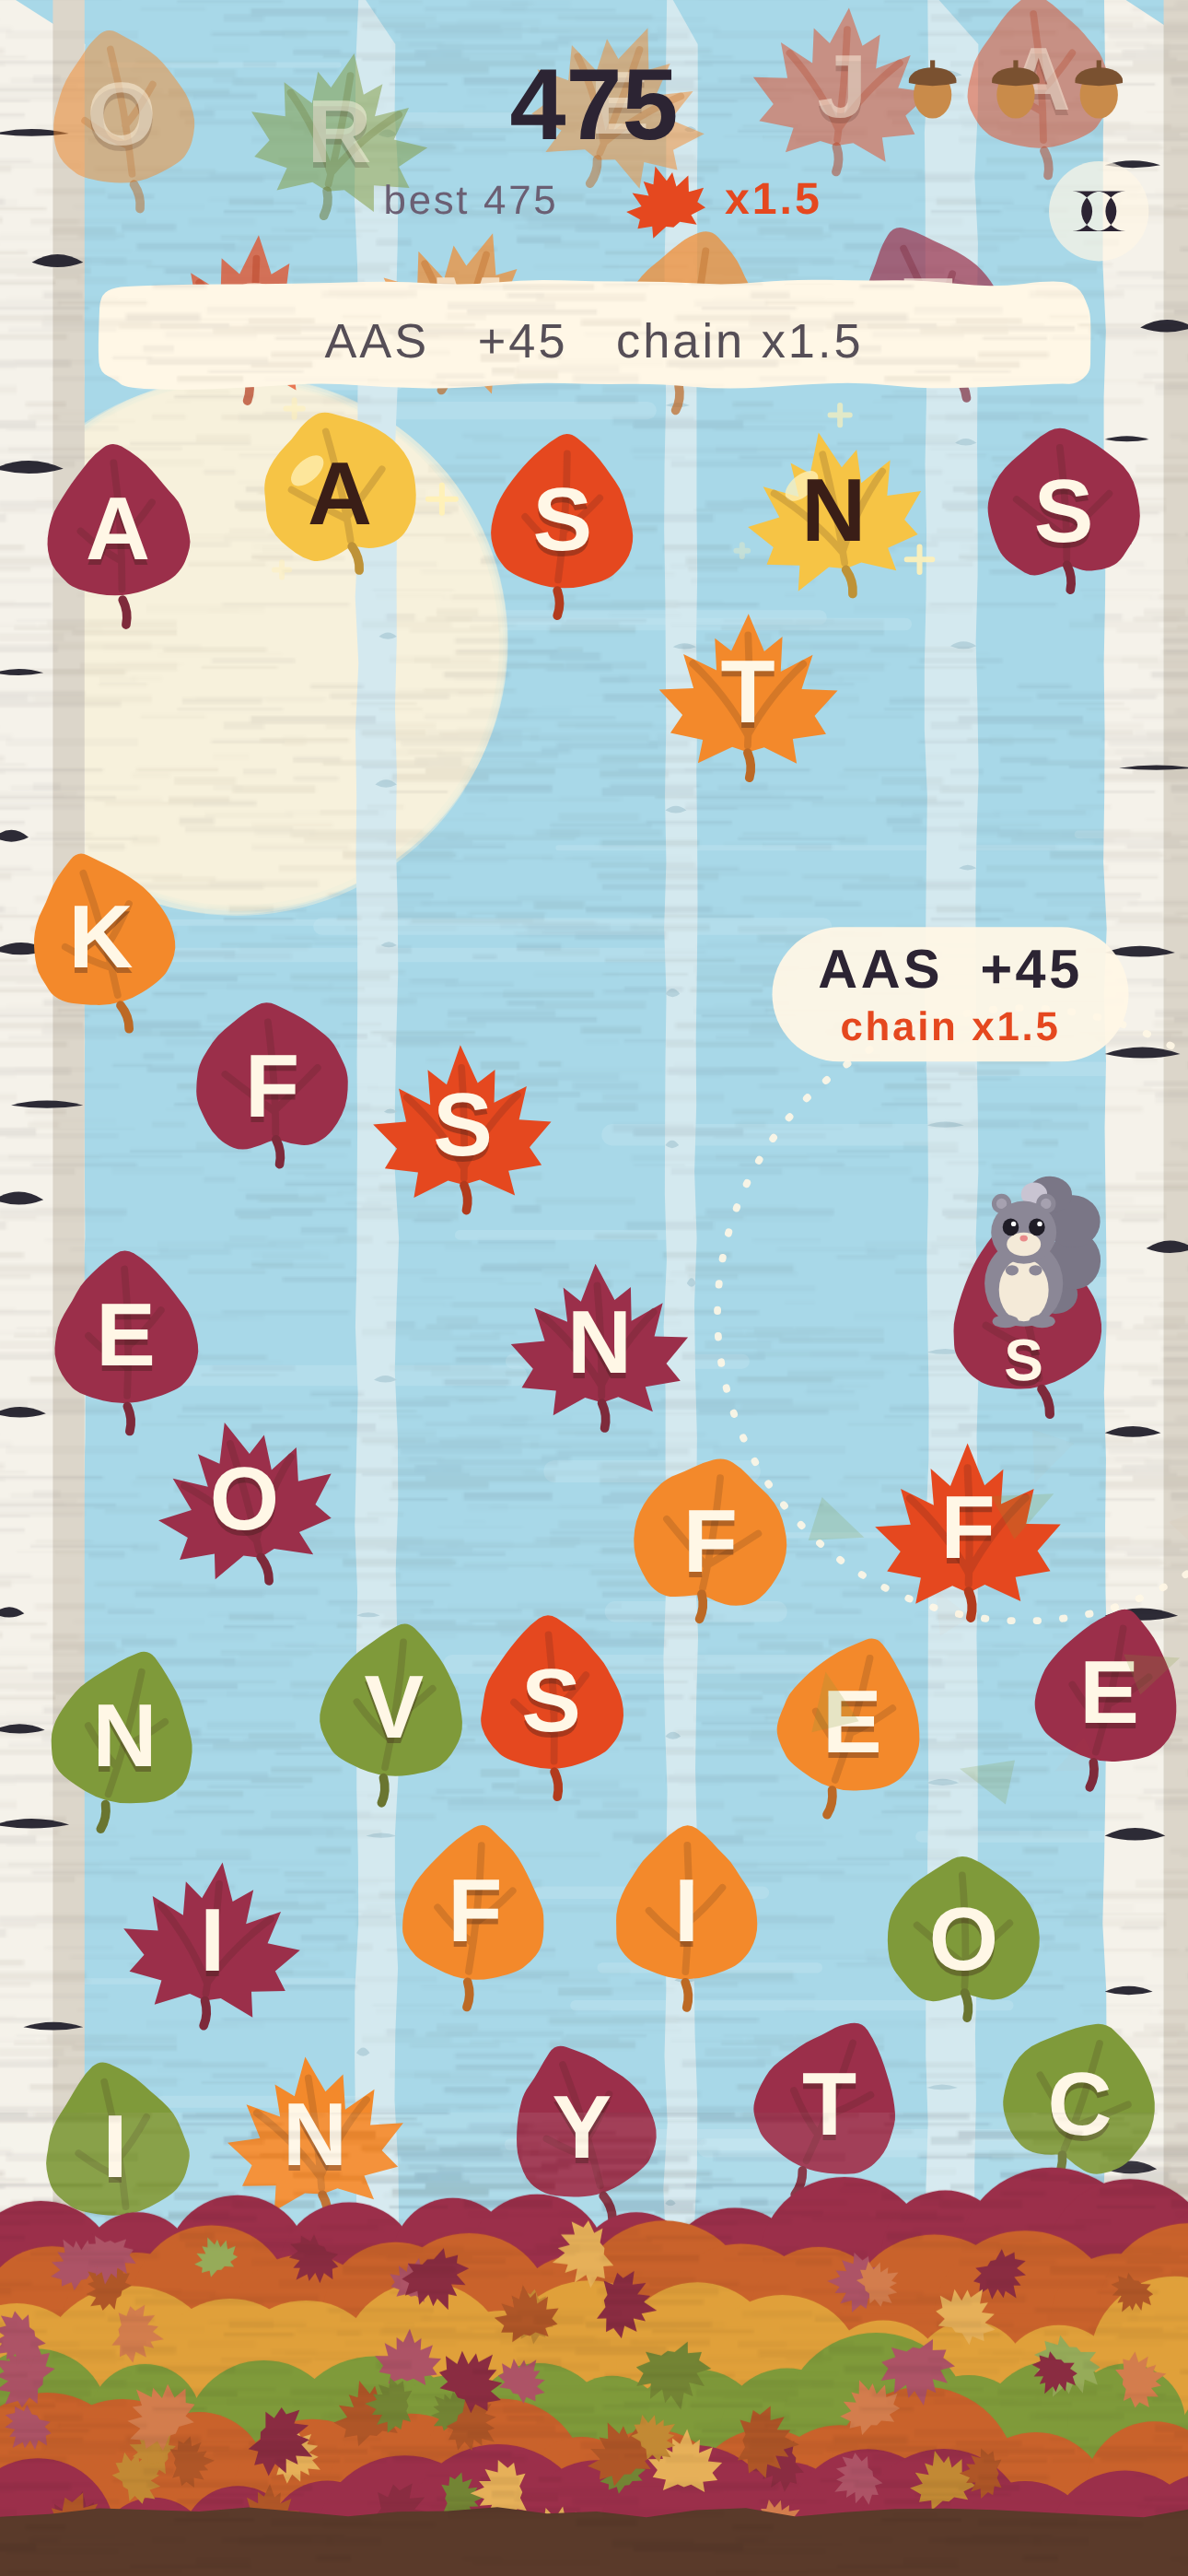 O R E J A
475
best 475 x1.5
AAS +45 chain x1.5
A A S N S
T
K
AAS +45
chain x1.5
F S
S
E N
O F F
N V S E E
I F I O
I N Y T C